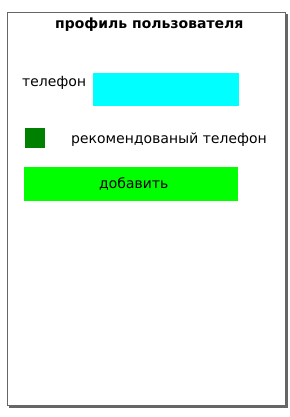 профиль пользователя
телефон
рекомендованый телефон
добавить